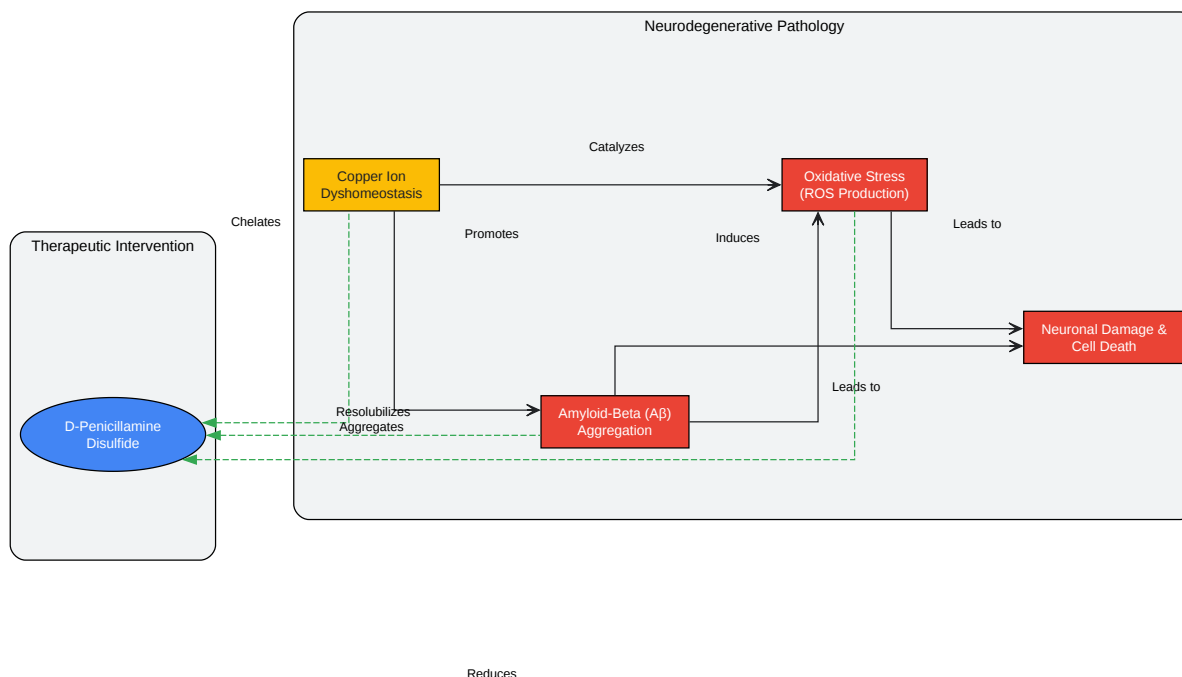 Neurodegenerative Pathology
Catalyzes
Copper Ion
Dyshomeostasis
Oxidative Stress
(ROS Production)
Chelates
Promotes
Induces
Leads to
Therapeutic Intervention
Neuronal Damage &
Cell Death
Leads to
Resolubilizes
Aggregates
Amyloid-Beta (Aβ)
Aggregation
D-Penicillamine
Disulfide
Reduces